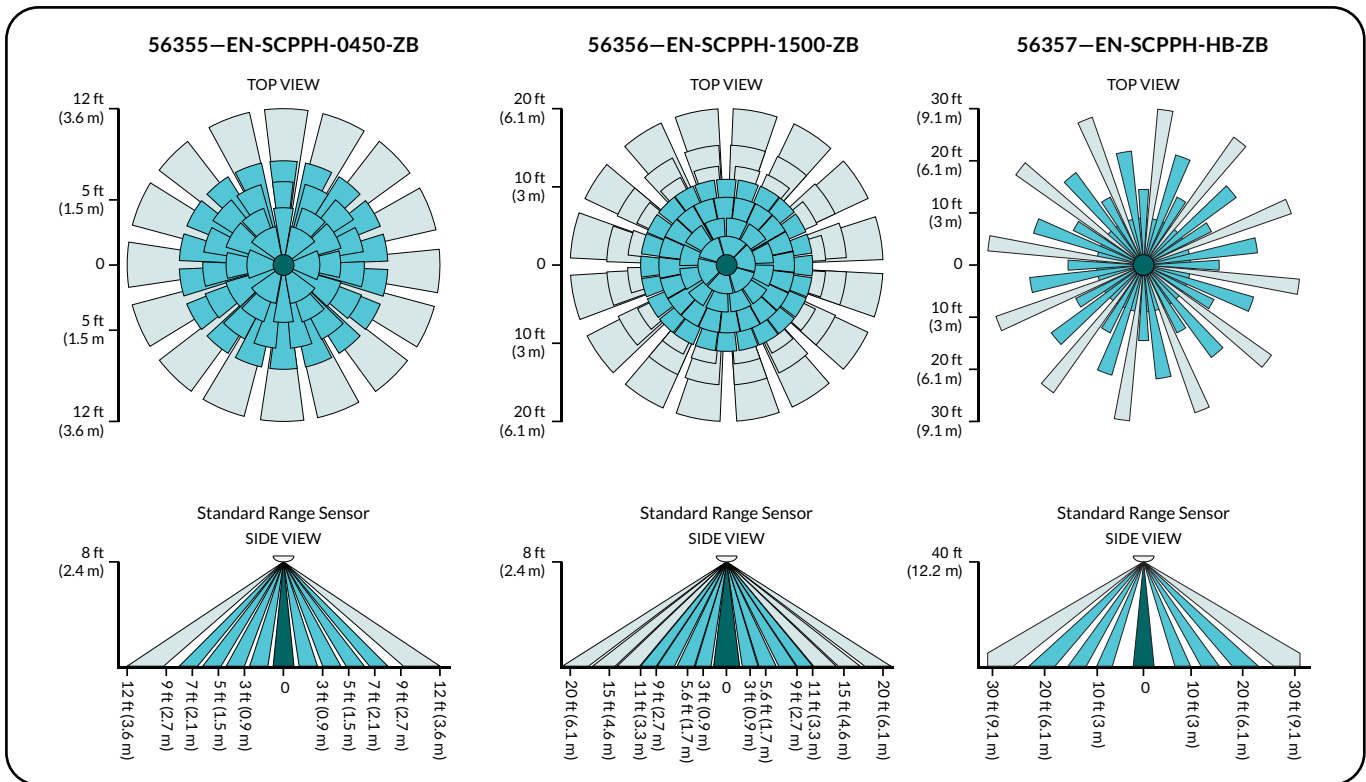 56355—EN-SCPPH-0450-ZB
TOP VIEW
12 ft
(3.6 m)
5 ft
(1.5 m)
0
5 ft
(1.5 m
12 ft
(3.6 m)
Standard Range Sensor
SIDE VIEW
8 ft
(2.4 m)
12 ft (3.6 m)
9 ft (2.7 m)
7 ft (2.1 m)
5 ft (1.5 m)
3 ft (0.9 m)
0
3 ft (0.9 m)
5 ft (1.5 m)
7 ft (2.1 m)
9 ft (2.7 m)
12 ft (3.6 m)
56356—EN-SCPPH-1500-ZB
TOP VIEW
20 ft
(6.1 m)
10 ft
(3 m)
0
10 ft
(3 m)
20 ft
(6.1 m)
Standard Range Sensor
SIDE VIEW
8 ft
(2.4 m)
20 ft (6.1 m)
15 ft (4.6 m)
11 ft (3.3 m)
9 ft (2.7 m)
5.6 ft (1.7 m)
3 ft (0.9 m)
0
3 ft (0.9 m)
5.6 ft (1.7 m)
9 ft (2.7 m)
11 ft (3.3 m)
15 ft (4.6 m)
20 ft (6.1 m)
56357—EN-SCPPH-HB-ZB
TOP VIEW
30 ft
(9.1 m)
20 ft
(6.1 m)
10 ft
(3 m)
0
10 ft
(3 m)
20 ft
(6.1 m)
30 ft
(9.1 m)
Standard Range Sensor
SIDE VIEW
40 ft
(12.2 m)
30 ft (9.1 m)
20 ft (6.1 m)
10 ft (3 m)
0
10 ft (3 m)
20 ft (6.1 m)
30 ft (9.1 m)